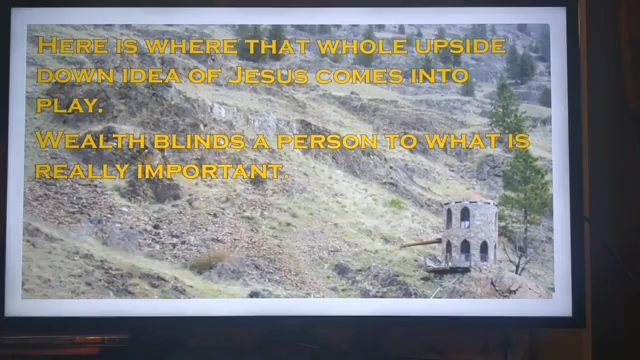 Here is where that whole upside
down idea of Jesus comes into
play.
Wealth blinds a person to what is
really important.